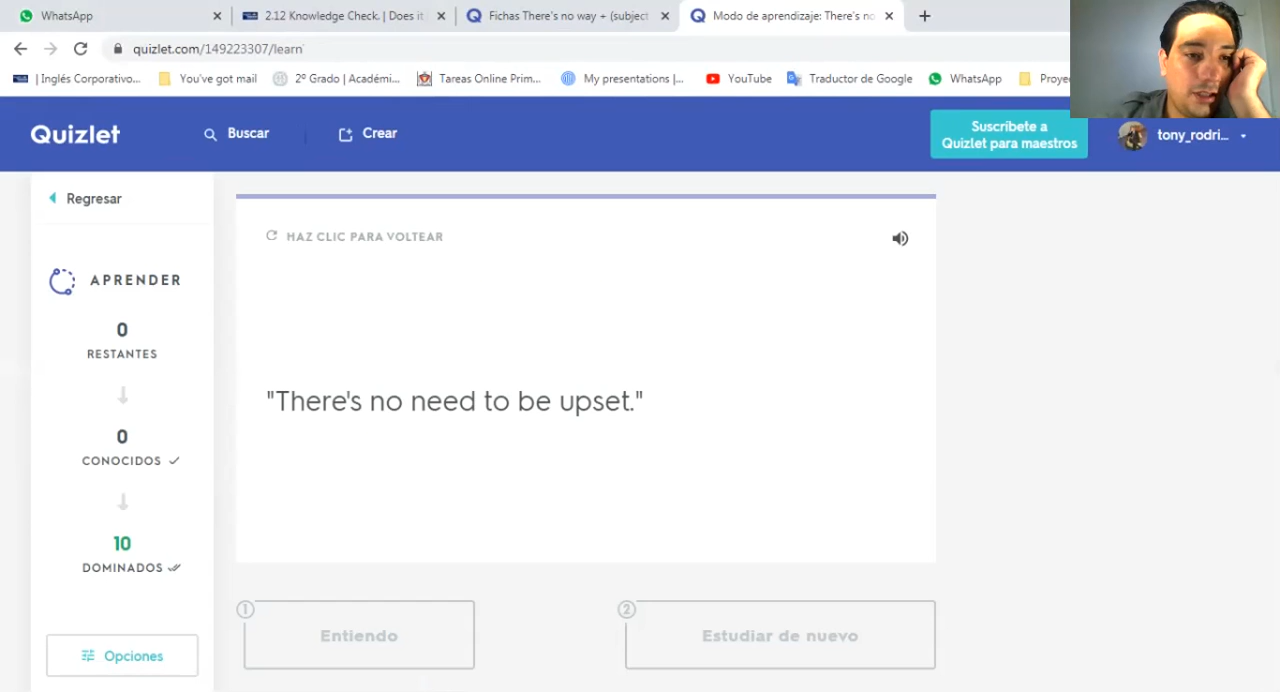 WhatsApp
2.12 Knowledge Check. | Does it
Fichas There's no way + (subject
Modo de aprendizaje: There's no
quizlet.com/149223307/learn
| Inglés Corporativo...
You've got mail
2º Grado | Académi...
Tareas Online Prim...
My presentations |...
YouTube
Traductor de Google
WhatsApp
Proye
Quizlet
Buscar
Crear
Suscríbete a
Quizlet para maestros
tony_rodri...
Regresar
HAZ CLIC PARA VOLTEAR
APRENDER
0
RESTANTES
"There's no need to be upset."
0
CONOCIDOS
10
DOMINADOS
1
Entiendo
2
Estudiar de nuevo
Opciones